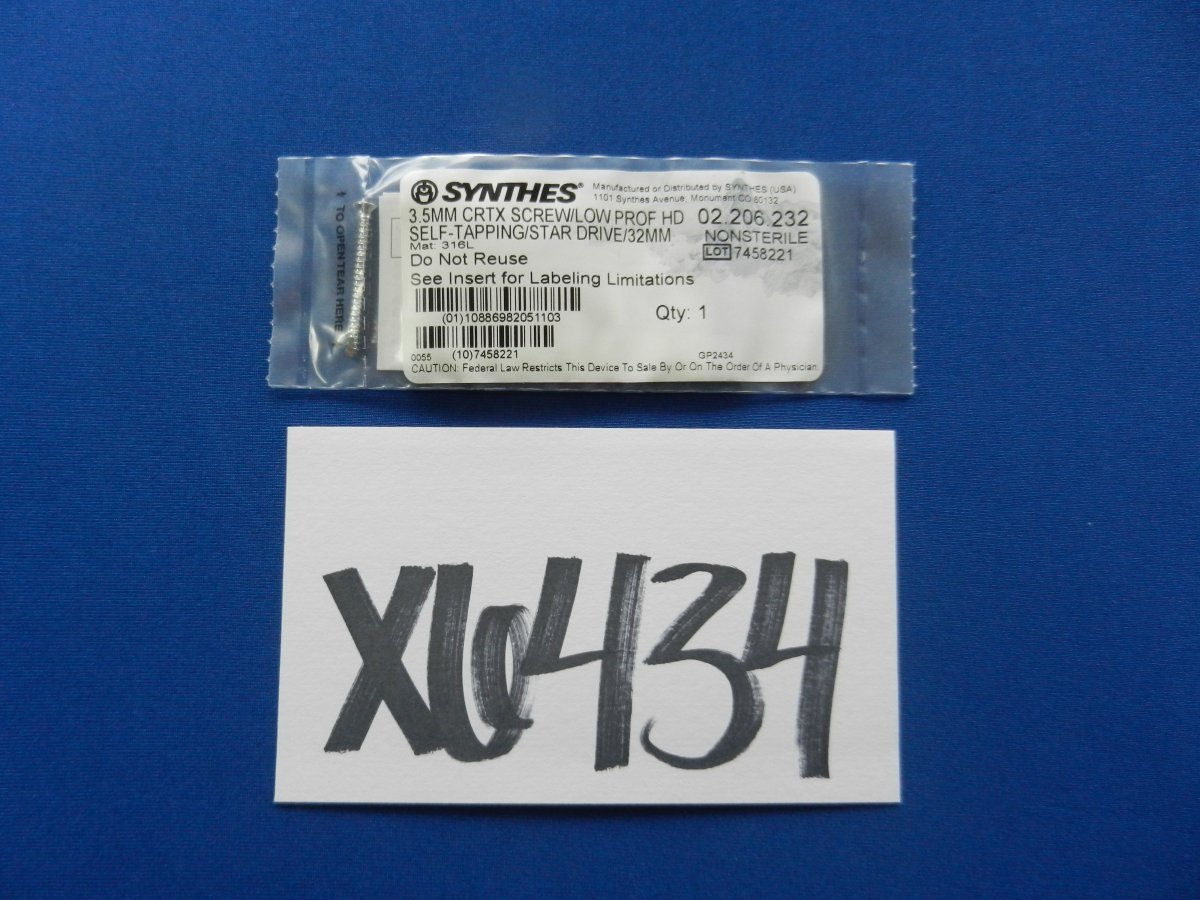 ↑ TO OPEN TEAR HERE
SYNTHES®
Manufactured or Distributed by SYNTHES (USA)
1101 Synthes Avenue, Monument CO 80132
3.5MM CRTX SCREW/LOW PROF HD
02.206.232
SELF-TAPPING/STAR DRIVE/32MM
NONSTERILE
Mat: 316L
LOT 7458221
Do Not Reuse
See Insert for Labeling Limitations
(01)10886982051103
Qty: 1
0055
(10)7458221
GP2434
CAUTION: Federal Law Restricts This Device To Sale By Or On The Order Of A Physician
X6434